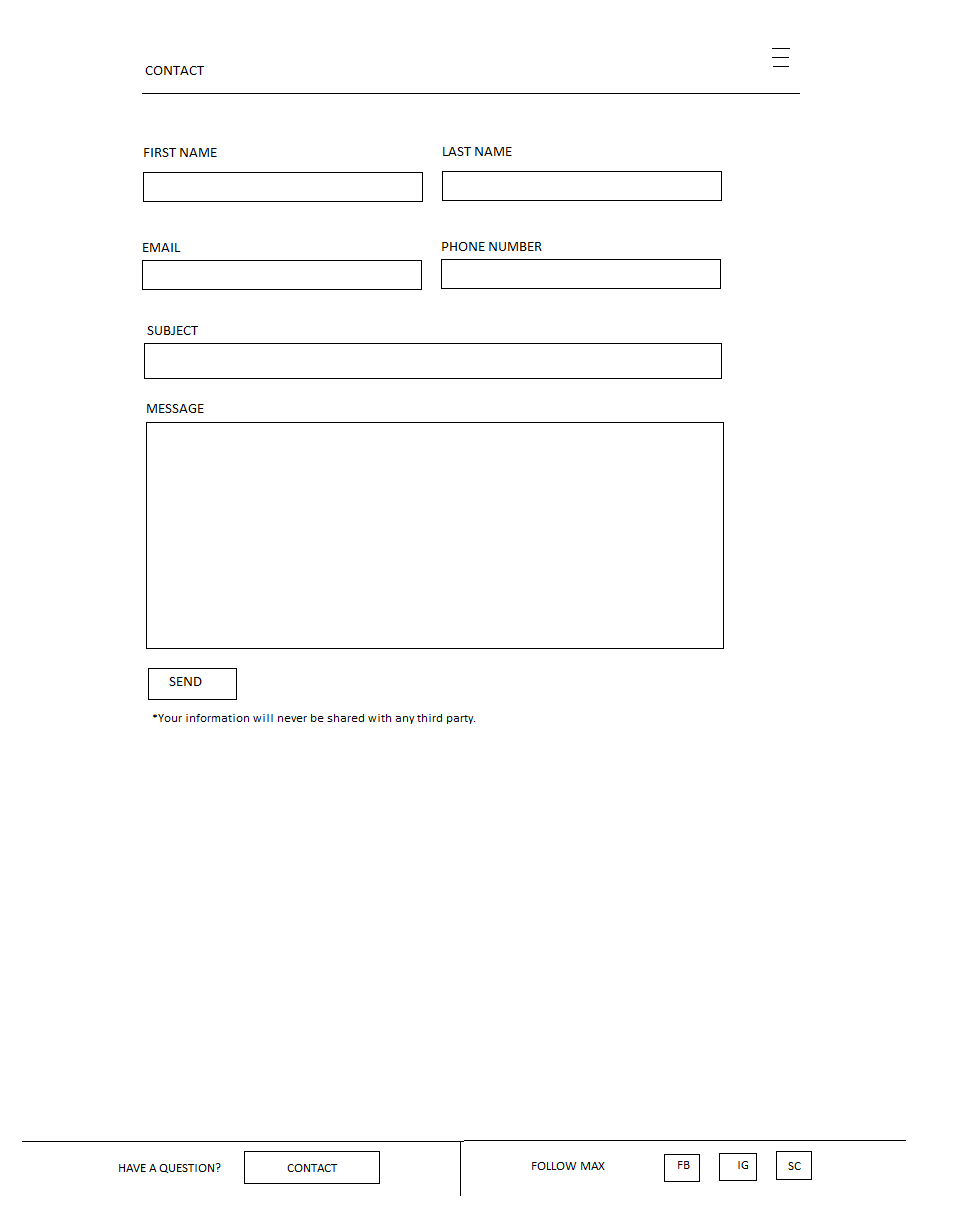 CONTACT
FIRST NAME
LAST NAME
EMAIL
PHONE NUMBER
SUBJECT
MESSAGE
SEND
*Your information will never be shared with any third party.
HAVE A QUESTION?
CONTACT
FOLLOW MAX
FB
IG
SC